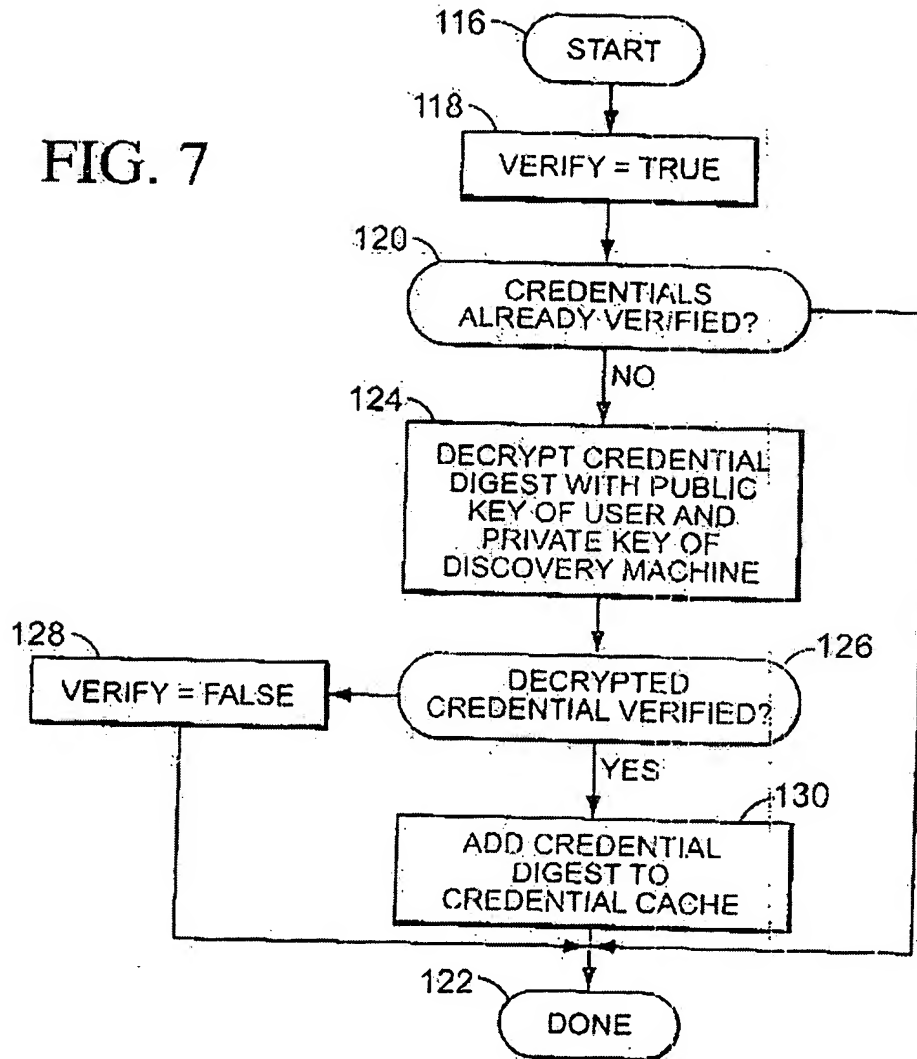 116
START
118
FIG. 7
VERIFY = TRUE
120
CREDENTIALS
ALREADY VERIFIED?
NO
124
DECRYPT CREDENTIAL
DIGEST WITH PUBLIC
KEY OF USER AND
PRIVATE KEY OF
DISCOVERY MACHINE
128
126
VERIFY = FALSE
DECRYPTED
CREDENTIAL VERIFIED?
YES
130
ADD CREDENTIAL
DIGEST TO
CREDENTIAL CACHE
122
DONE